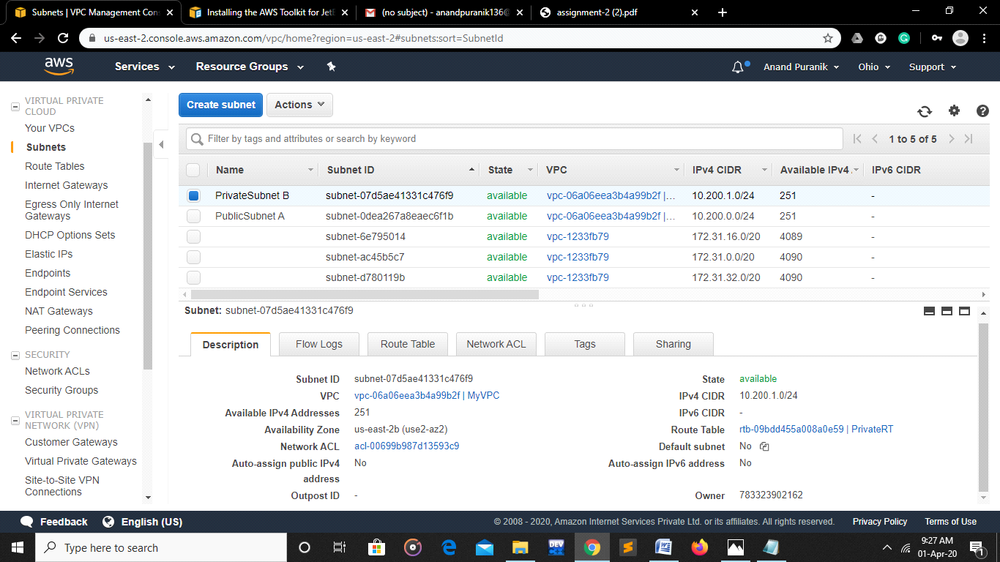 Subnets | VPC Management Con
Installing the AWS Toolkit for JetB
(no subject) - anandpuranik136@
assignment-2 (2).pdf
us-east-2.console.aws.amazon.com/vpc/home?region=us-east-2#subnets:sort=SubnetId
aws
Services
Resource Groups
Anand Puranik
Ohio
Support
VIRTUAL PRIVATE
CLOUD
Your VPCs
Subnets
Route Tables
Internet Gateways
Egress Only Internet
Gateways
DHCP Options Sets
Elastic IPs
Endpoints
Endpoint Services
NAT Gateways
Peering Connections
SECURITY
Network ACLs
Security Groups
VIRTUAL PRIVATE
NETWORK (VPN)
Customer Gateways
Virtual Private Gateways
Site-to-Site VPN
Connections
Create subnet
Actions
Filter by tags and attributes or search by keyword
1 to 5 of 5
Name Subnet ID State VPC IPv4 CIDR Available IPv4 . IPv6 CIDR
PrivateSubnet B subnet-07d5ae41331c476f9 available vpc-06a06eea3b4a99b2f |... 10.200.1.0/24 251 -
PublicSubnet A subnet-0dea267a8eaec6f1b available vpc-06a06eea3b4a99b2f |... 10.200.0.0/24 251 -
subnet-6e795014 available vpc-1233fb79 172.31.16.0/20 4089 -
subnet-ac45b5c7 available vpc-1233fb79 172.31.0.0/20 4090 -
subnet-d780119b available vpc-1233fb79 172.31.32.0/20 4090 -
Subnet: subnet-07d5ae41331c476f9
Description Flow Logs Route Table Network ACL Tags Sharing
Subnet ID subnet-07d5ae41331c476f9
VPC vpc-06a06eea3b4a99b2f | MyVPC
Available IPv4 Addresses 251
Availability Zone us-east-2b (use2-az2)
Network ACL acl-00699b987d13593c9
Auto-assign public IPv4 No
address
Outpost ID -
State available
IPv4 CIDR 10.200.1.0/24
IPv6 CIDR -
Route Table rtb-09bdd455a008a0e59 | PrivateRT
Default subnet No
Auto-assign IPv6 address No
Owner 783323902162
Feedback
English (US)
© 2008 - 2020, Amazon Internet Services Private Ltd. or its affiliates. All rights reserved.
Privacy Policy
Terms of Use
Type here to search
DEV
9:27 AM
01-Apr-20
1